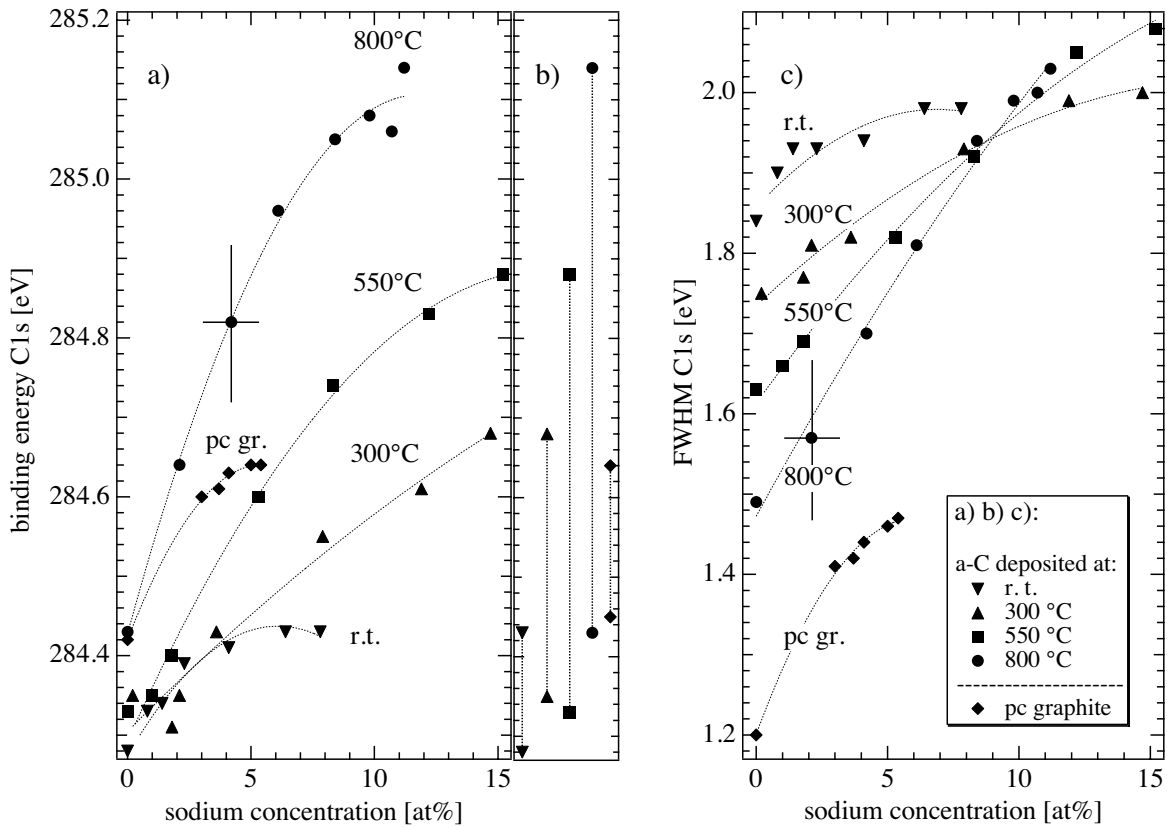 285.2
285.0
284.8
284.6
284.4
binding energy C1s [eV]
a)
800°C
550°C
pc gr.
300°C
r.t.
0
5
10
15
sodium concentration [at%]
b)
2.0
1.8
1.6
1.4
1.2
FWHM C1s [eV]
c)
r.t.
300°C
550°C
800°C
pc gr.
0
5
10
15
sodium concentration [at%]
a) b) c):
a-C deposited at:
r. t.
300 °C
550 °C
800 °C
pc graphite